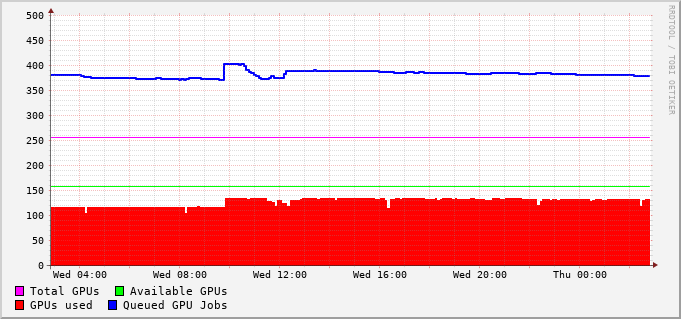 500
450
400
350
300
250
200
150
100
50
0
Wed 04:00 Wed 08:00 Wed 12:00 Wed 16:00 Wed 20:00 Thu 00:00
Total GPUs Available GPUs
GPUs used Queued GPU Jobs
RRDTOOL / TOBI OETIKER